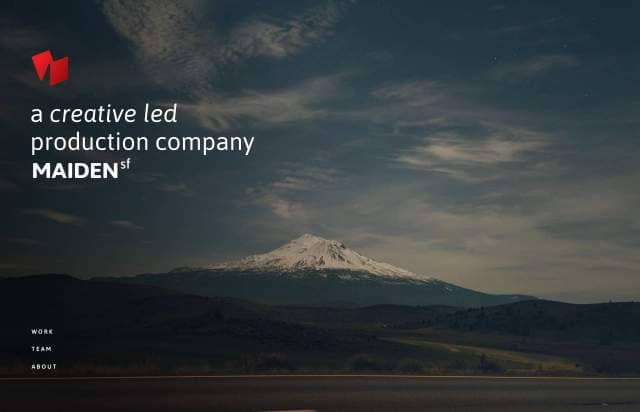 a creative led
production company
MAIDENsf
WORK
TEAM
ABOUT